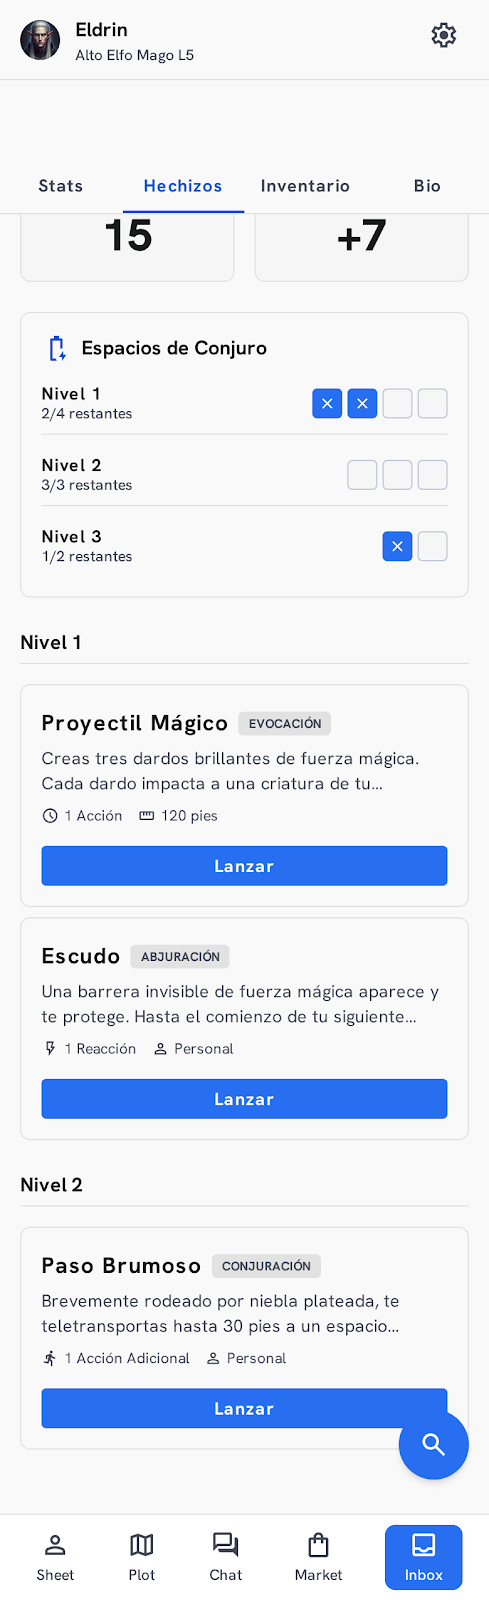 Eldrin
Alto Elfo Mago L5
Stats
Hechizos
Inventario
Bio
15
+7
Espacios de Conjuro
Nivel 1
2/4 restantes
Nivel 2
3/3 restantes
Nivel 3
1/2 restantes
Nivel 1
Proyectil Mágico
EVOCACIÓN
Creas tres dardos brillantes de fuerza mágica.
Cada dardo impacta a una criatura de tu...
1 Acción
120 pies
Lanzar
Escudo
ABJURACIÓN
Una barrera invisible de fuerza mágica aparece y
te protege. Hasta el comienzo de tu siguiente...
1 Reacción
Personal
Lanzar
Nivel 2
Paso Brumoso
CONJURACIÓN
Brevemente rodeado por niebla plateada, te
teletransportas hasta 30 pies a un espacio...
1 Acción Adicional
Personal
Lanzar
Sheet
Plot
Chat
Market
Inbox